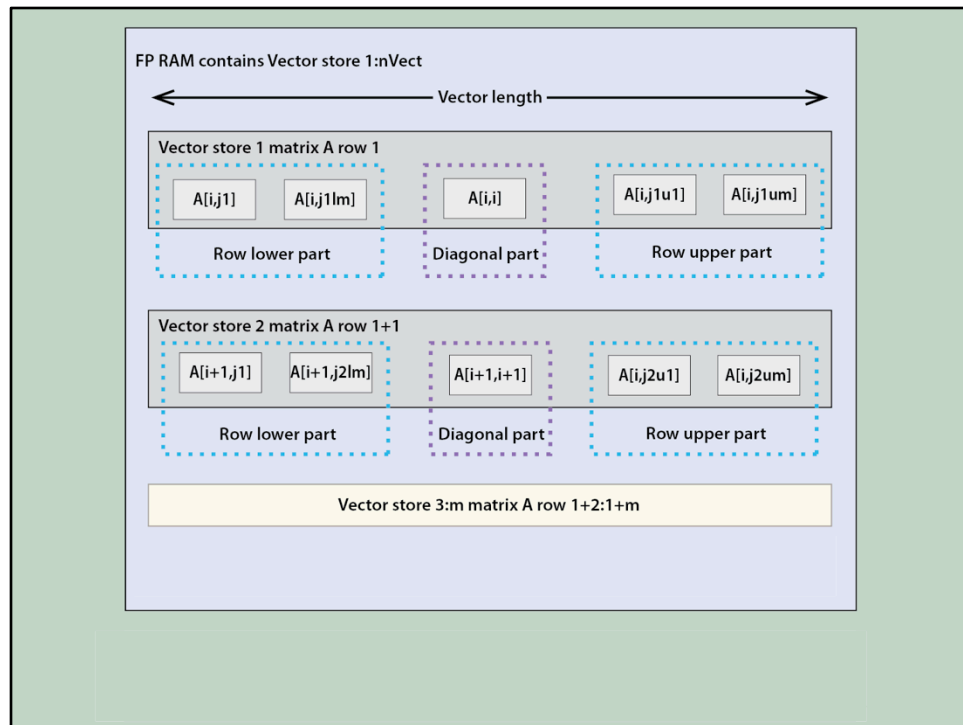 FP RAM contains Vector store 1:nVect
Vector length
Vector store 1 matrix A row 1
A[i,j1] A[i,j1lm] A[i,i] A[i,j1u1] A[i,j1um]
Row lower part Diagonal part Row upper part
Vector store 2 matrix A row 1+1
A[i+1,j1] A[i+1,j2lm] A[i+1,i+1] A[i,j2u1] A[i,j2um]
Row lower part Diagonal part Row upper part
Vector store 3:m matrix A row 1+2:1+m